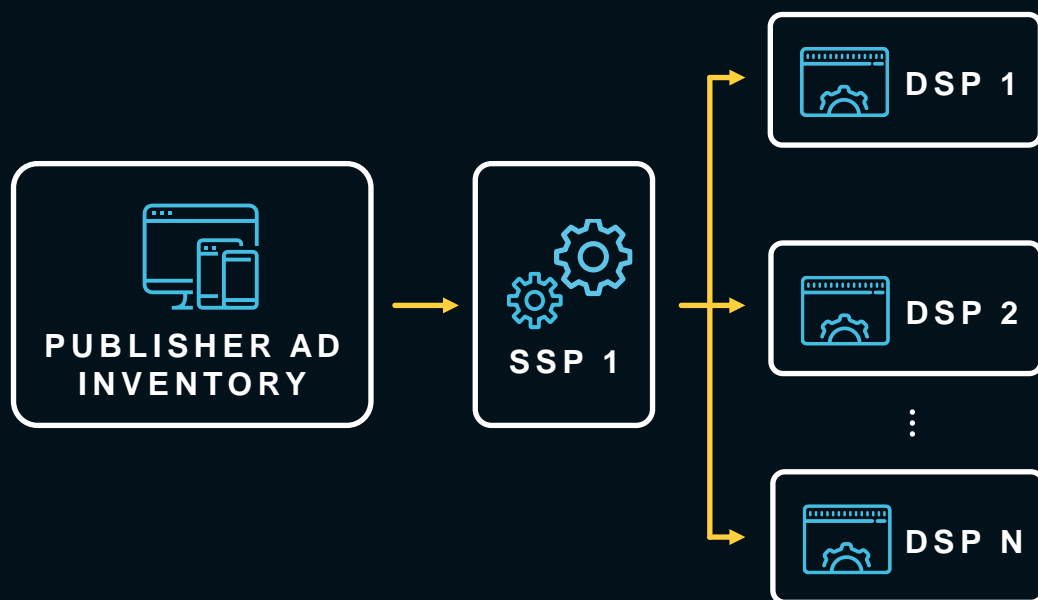 PUBLISHER AD
INVENTORY
SSP 1
DSP 1
DSP 2
⋮
DSP N